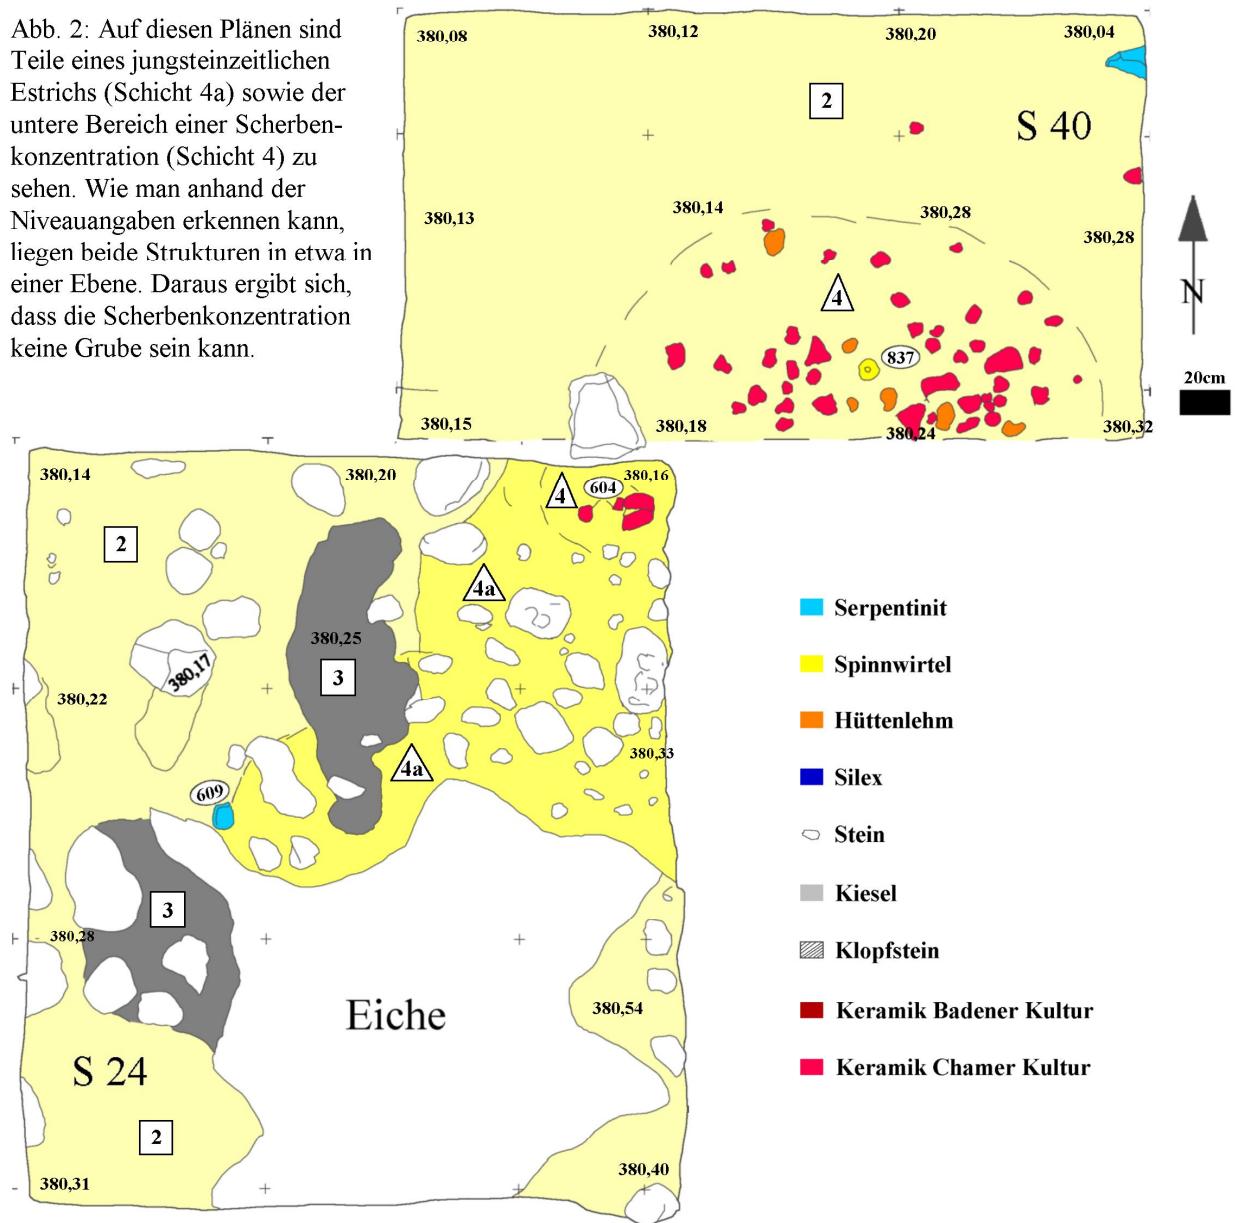 Abb. 2: Auf diesen Plänen sind
Teile eines jungsteinzeitlichen
Estrichs (Schicht 4a) sowie der
untere Bereich einer Scherben-
konzentration (Schicht 4) zu
sehen. Wie man anhand der
Niveauangaben erkennen kann,
liegen beide Strukturen in etwa in
einer Ebene. Daraus ergibt sich,
dass die Scherbenkonzentration
keine Grube sein kann.
380,08 380,12 380,20 380,04
2
S 40
380,13 380,14 380,28 380,28
4
837
380,15 380,18 380,24 380,32
N
20cm
380,14 380,20 4 604 380,16
2
4a
380,25
3
380,17
380,22
380,33
4a
609
3
380,28
Eiche
380,54
S 24
2
380,31 380,40
Serpentinit
Spinnwirtel
Hüttenlehm
Silex
Stein
Kiesel
Klopfstein
Keramik Badener Kultur
Keramik Chamer Kultur